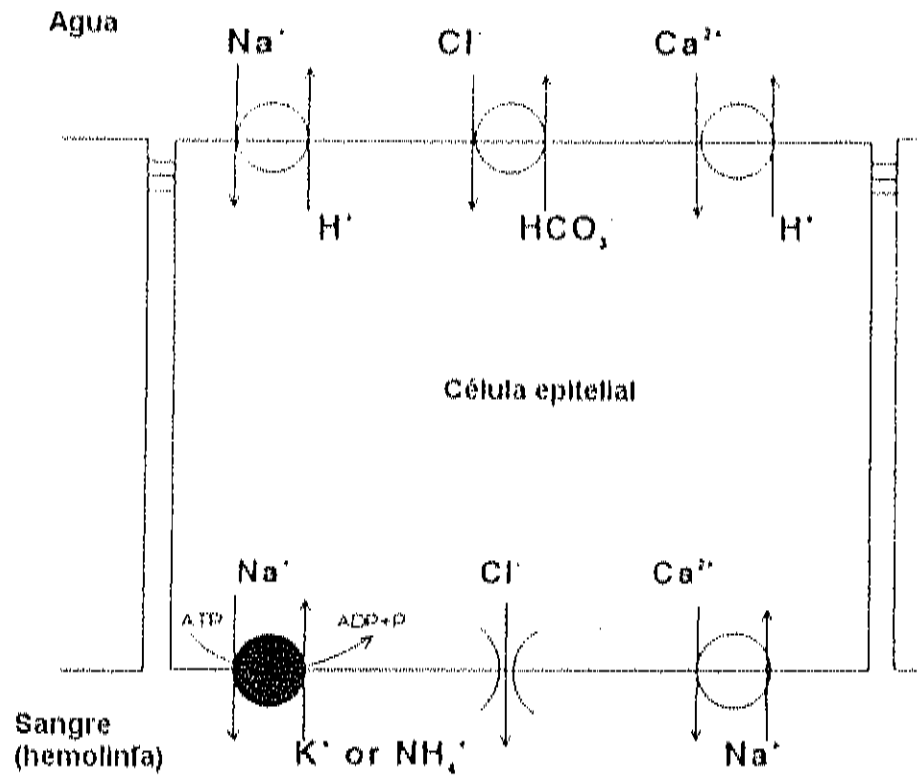 Agua
Na⁺ Cl⁻ Ca²⁺
H⁺ HCO₃⁻ H⁺
Célula epitelial
Na⁺ Cl⁻ Ca²⁺
ATP ADP+P
Sangre
(hemolinfa)
K⁺ or NH₄⁺ Na⁺